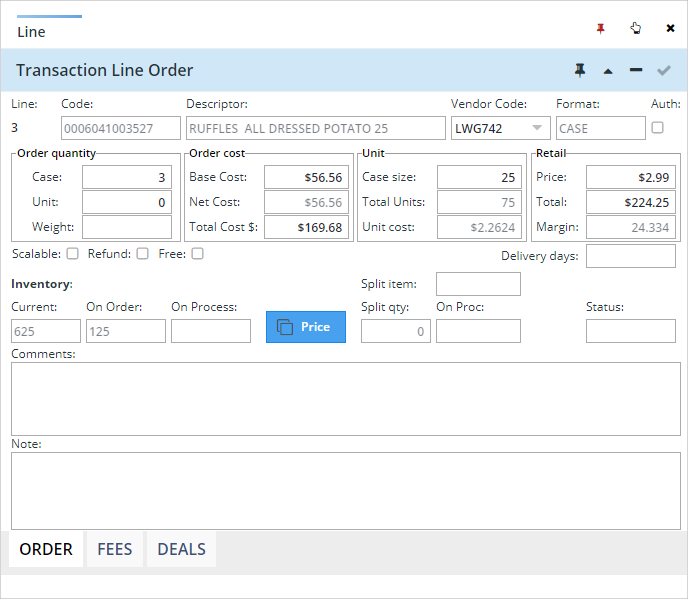 Line
Transaction Line Order
Line: Code: Descriptor: Vendor Code: Format: Auth:
3 0006041003527 RUFFLES  ALL DRESSED POTATO 25 LWG742 CASE
Order quantity Order cost Unit Retail
Case: 3 Base Cost: $56.56 Case size: 25 Price: $2.99
Unit: 0 Net Cost: $56.56 Total Units: 75 Total: $224.25
Weight: Total Cost $: $169.68 Unit cost: $2.2624 Margin: 24.334
Scalable: Refund: Free: Delivery days:
Inventory: Split item:
Current: On Order: On Process: Split qty: On Proc: Status:
625 125 Price 0
Comments:
Note:
ORDER FEES DEALS